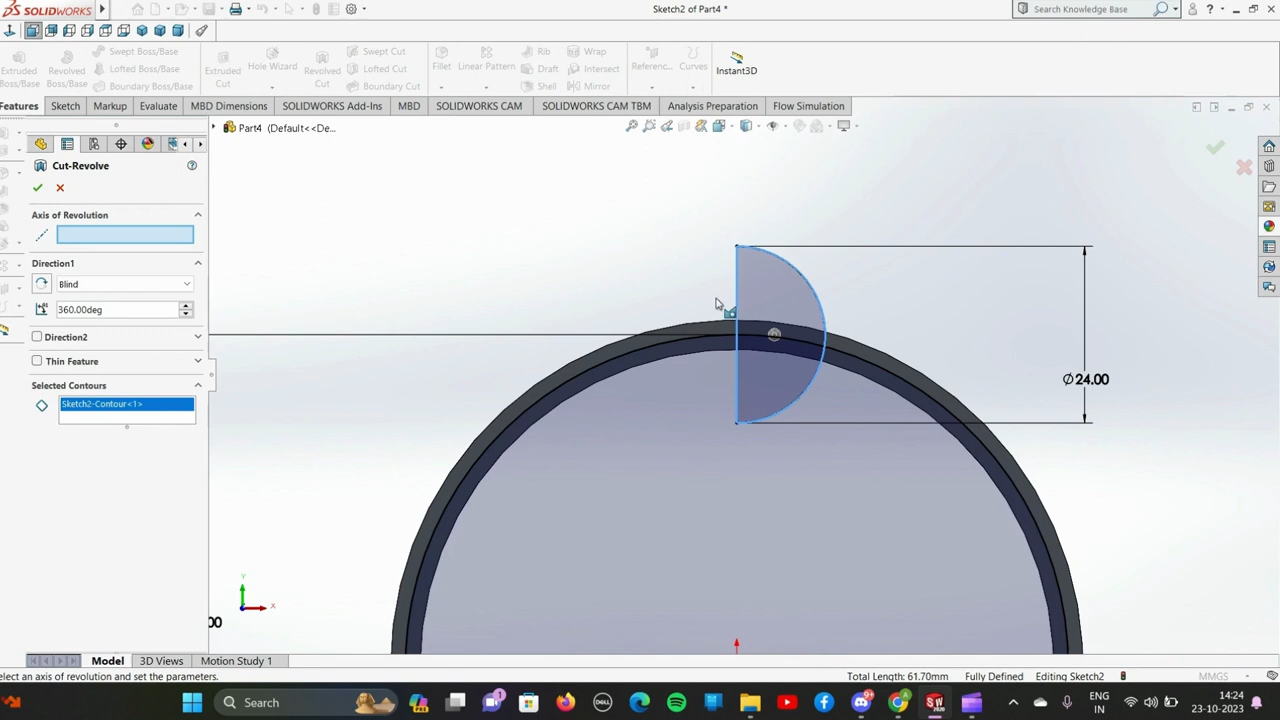 SOLIDWORKS
Sketch2 of Part4 *
Search Knowledge Base
Extruded Boss/Base
Revolved Boss/Base
Swept Boss/Base
Lofted Boss/Base
Boundary Boss/Base
Extruded Cut
Hole Wizard
Revolved Cut
Swept Cut
Lofted Cut
Boundary Cut
Fillet
Linear Pattern
Rib
Draft
Shell
Wrap
Intersect
Mirror
Referenc...
Curves
Instant3D
Features
Sketch
Markup
Evaluate
MBD Dimensions
SOLIDWORKS Add-Ins
MBD
SOLIDWORKS CAM
SOLIDWORKS CAM TBM
Analysis Preparation
Flow Simulation
Part4 (Default<<De...
Cut-Revolve
Axis of Revolution
Direction1
Blind
360.00deg
Direction2
Thin Feature
Selected Contours
Sketch2-Contour<1>
Ø24.00
Y
X
00
Model
3D Views
Motion Study 1
elect an axis of revolution and set the parameters.
Total Length: 61.70mm
Fully Defined
Editing Sketch2
MMGS
Search
ENG
IN
14:24
23-10-2023